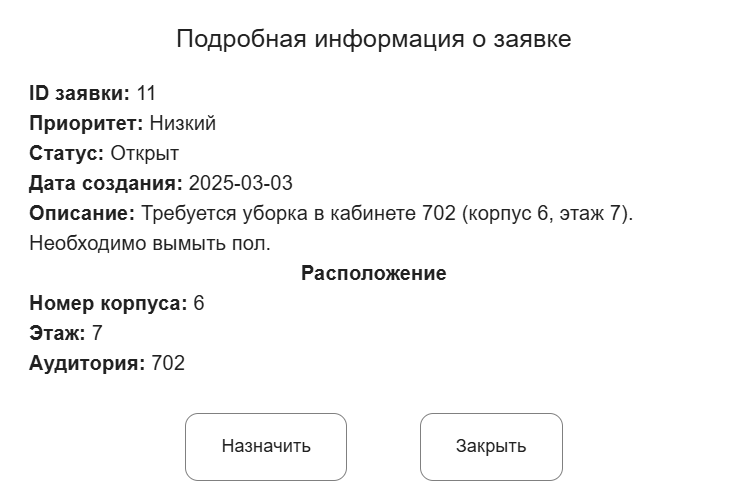 Подробная информация о заявке
ID заявки: 11
Приоритет: Низкий
Статус: Открыт
Дата создания: 2025-03-03
Описание: Требуется уборка в кабинете 702 (корпус 6, этаж 7).
Необходимо вымыть пол.
Расположение
Номер корпуса: 6
Этаж: 7
Аудитория: 702
Назначить
Закрыть